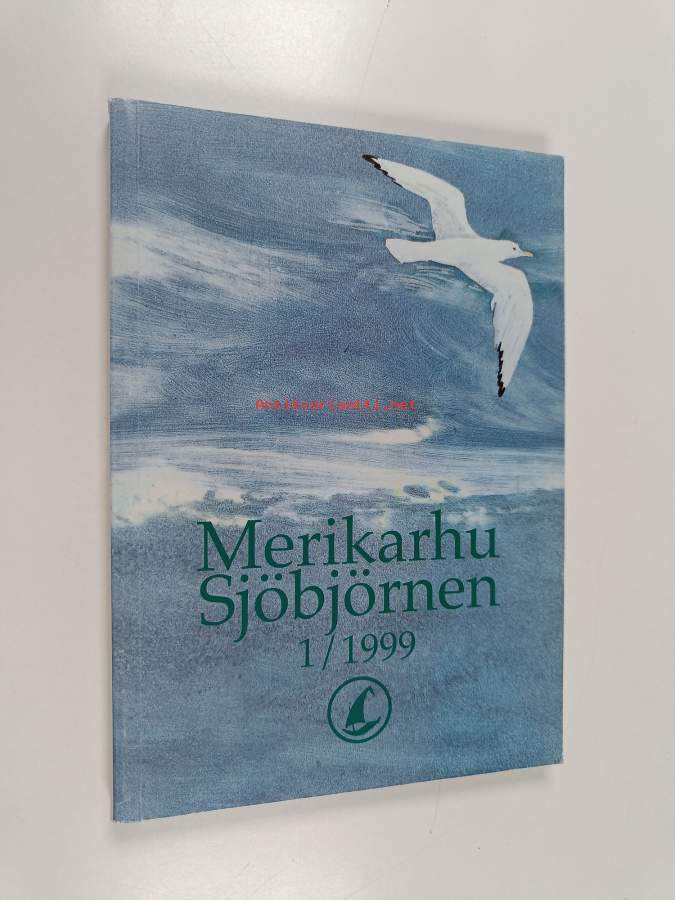 Antikvariaatti.net
Merikarhu
Sjöbjörnen
1/1999